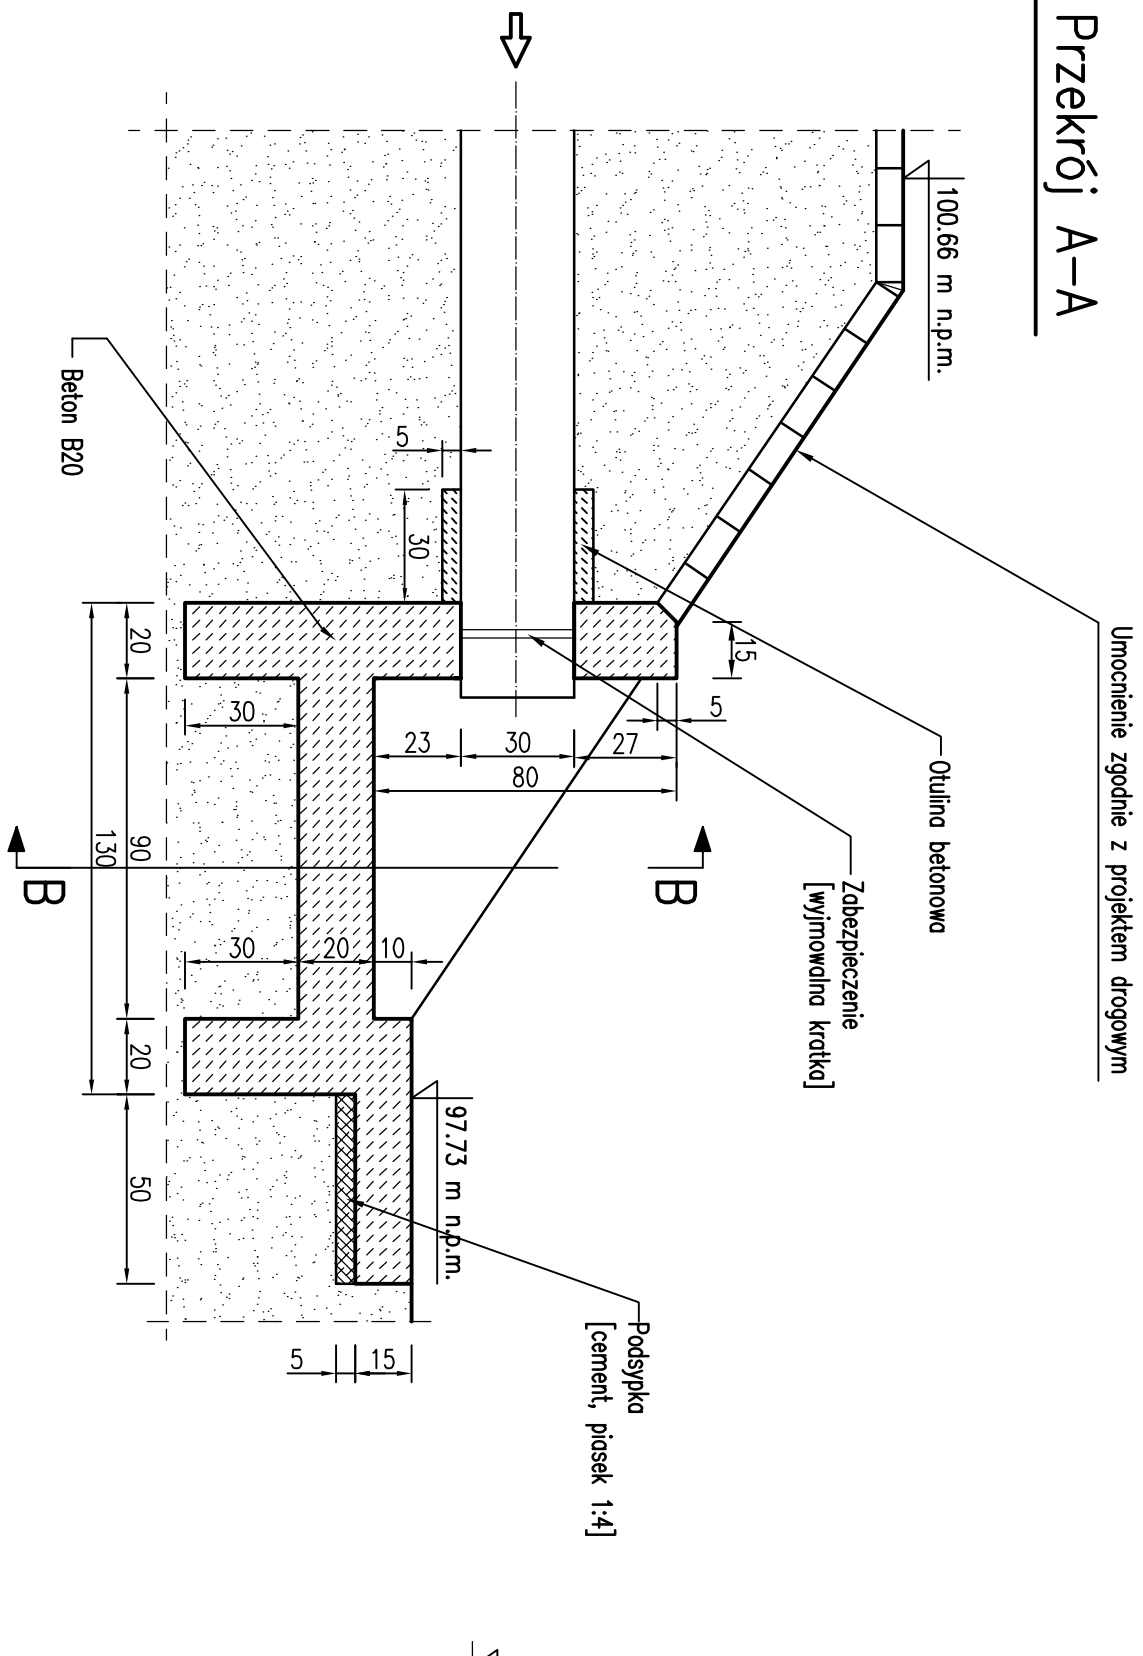 Przekrój A-A
Umocnienie zgodnie z projektem drogowym
100.66 m n.p.m.
Otulina betonowa
Zabezpieczenie
[wyjmowalna kratka]
15
5
27
30
23
80
5
30
B
B
97.73 m n.p.m.
Podsypka
[cement, piasek 1:4]
10
20
30
30
15
5
Beton B20
20
90
20
50
130